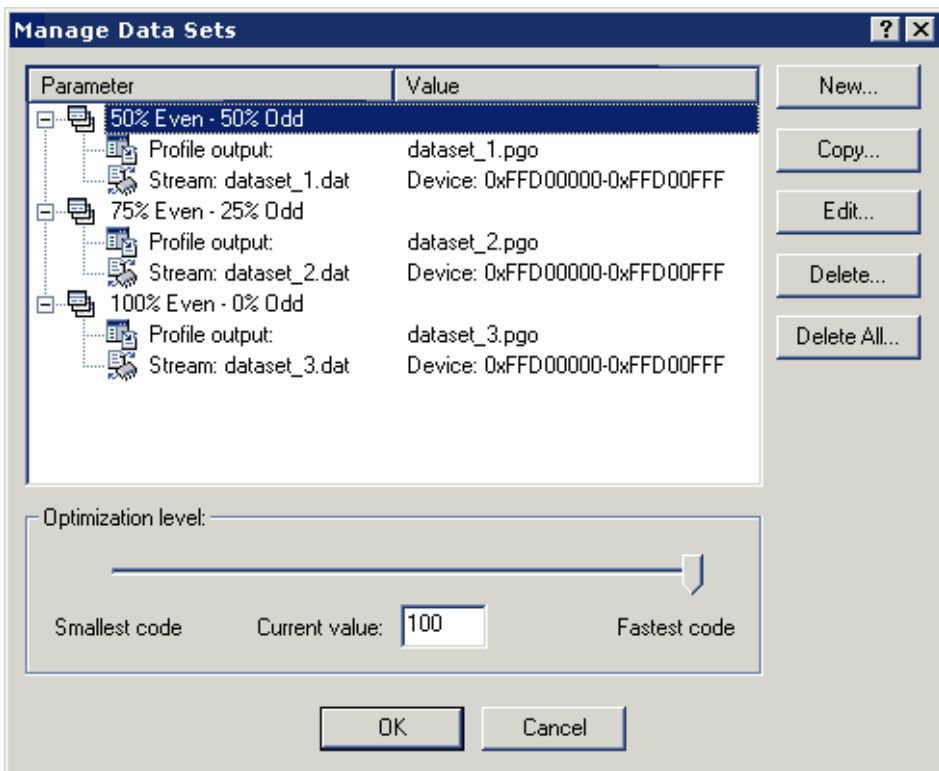 Manage Data Sets
Parameter Value
50% Even - 50% Odd
Profile output: dataset_1.pgo
Stream: dataset_1.dat Device: 0xFFD00000-0xFFD00FFF
75% Even - 25% Odd
Profile output: dataset_2.pgo
Stream: dataset_2.dat Device: 0xFFD00000-0xFFD00FFF
100% Even - 0% Odd
Profile output: dataset_3.pgo
Stream: dataset_3.dat Device: 0xFFD00000-0xFFD00FFF
New...
Copy...
Edit...
Delete...
Delete All...
Optimization level:
Smallest code Current value: 100 Fastest code
OK Cancel